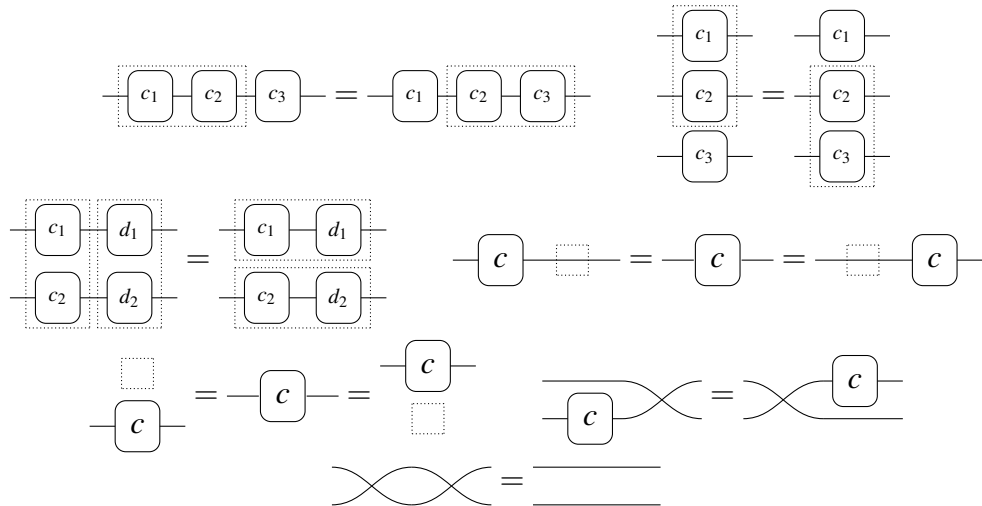 c₁ c₂ c₃ = c₁ c₂ c₃
c₁ c₁
c₂ = c₂
c₃ c₃
c₁ d₁ = c₁ d₁
c₂ d₂ c₂ d₂
c = c = c
c = c = c
c = c
=